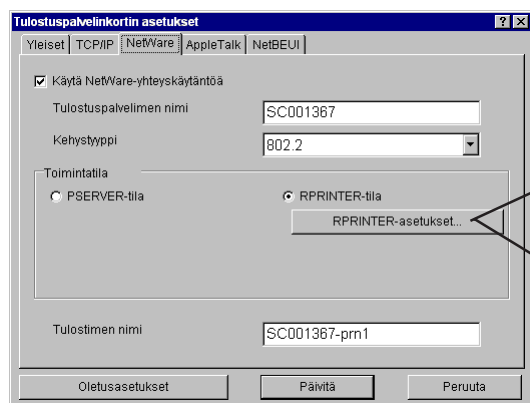 Tulostuspalvelinkortin asetukset
Yleiset TCP/IP NetWare AppleTalk NetBEUI
Käytä NetWare-yhteyskäytäntöä
Tulostuspalvelimen nimi SC001367
Kehystyyppi 802.2
Toimintatila
PSERVER-tila RPRINTER-tila
RPRINTER-asetukset...
Tulostimen nimi SC001367-prn1
Oletusasetukset Päivitä Peruuta